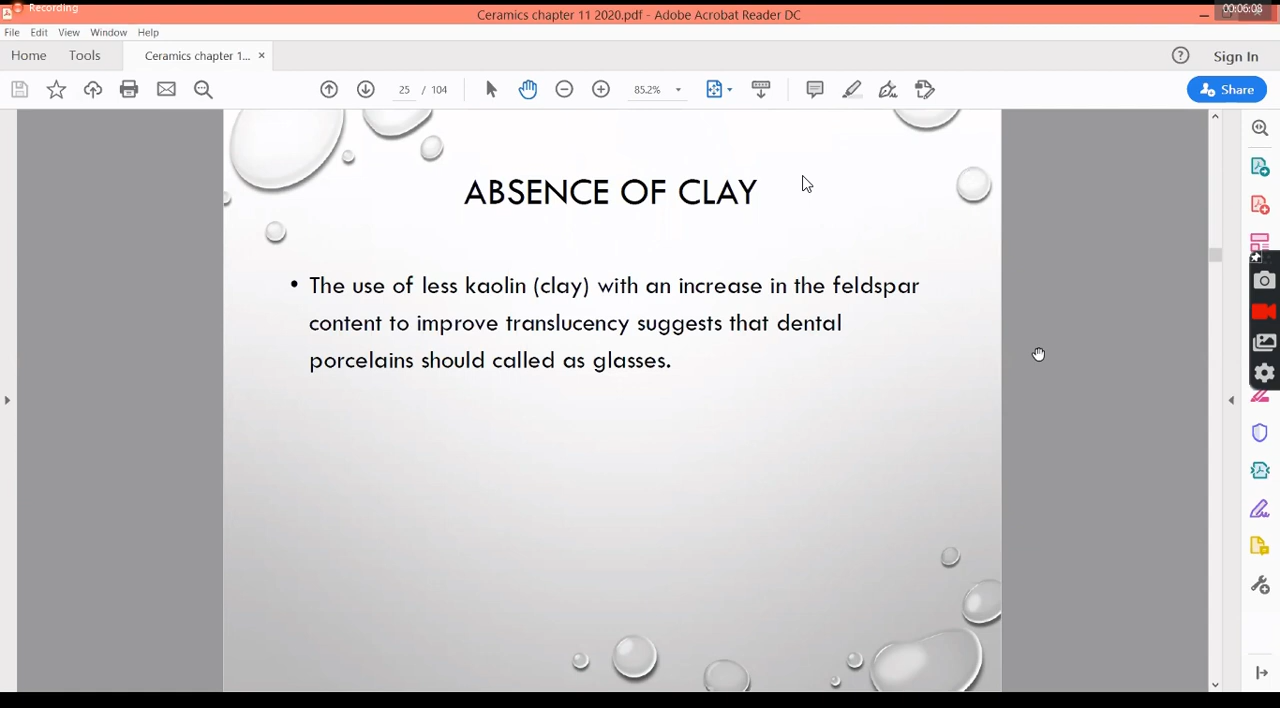 Recording
Ceramics chapter 11 2020.pdf - Adobe Acrobat Reader DC
00:06:08
File Edit View Window Help
Home Tools Ceramics chapter 1... × Sign In
25 / 104 85.2% Share
ABSENCE OF CLAY
• The use of less kaolin (clay) with an increase in the feldspar
content to improve translucency suggests that dental
porcelains should called as glasses.